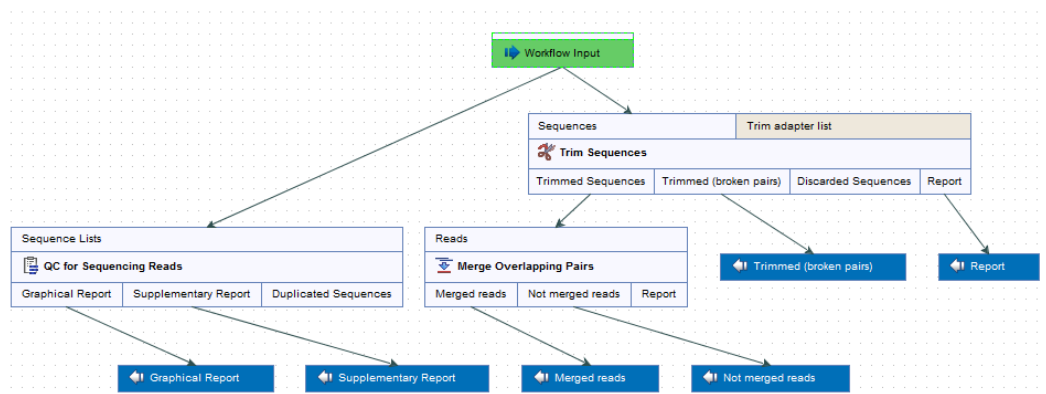 Workflow Input
Sequences Trim adapter list
Trim Sequences
Trimmed Sequences Trimmed (broken pairs) Discarded Sequences Report
Sequence Lists
QC for Sequencing Reads
Graphical Report Supplementary Report Duplicated Sequences
Reads
Merge Overlapping Pairs
Merged reads Not merged reads Report
Trimmed (broken pairs)
Report
Graphical Report
Supplementary Report
Merged reads
Not merged reads